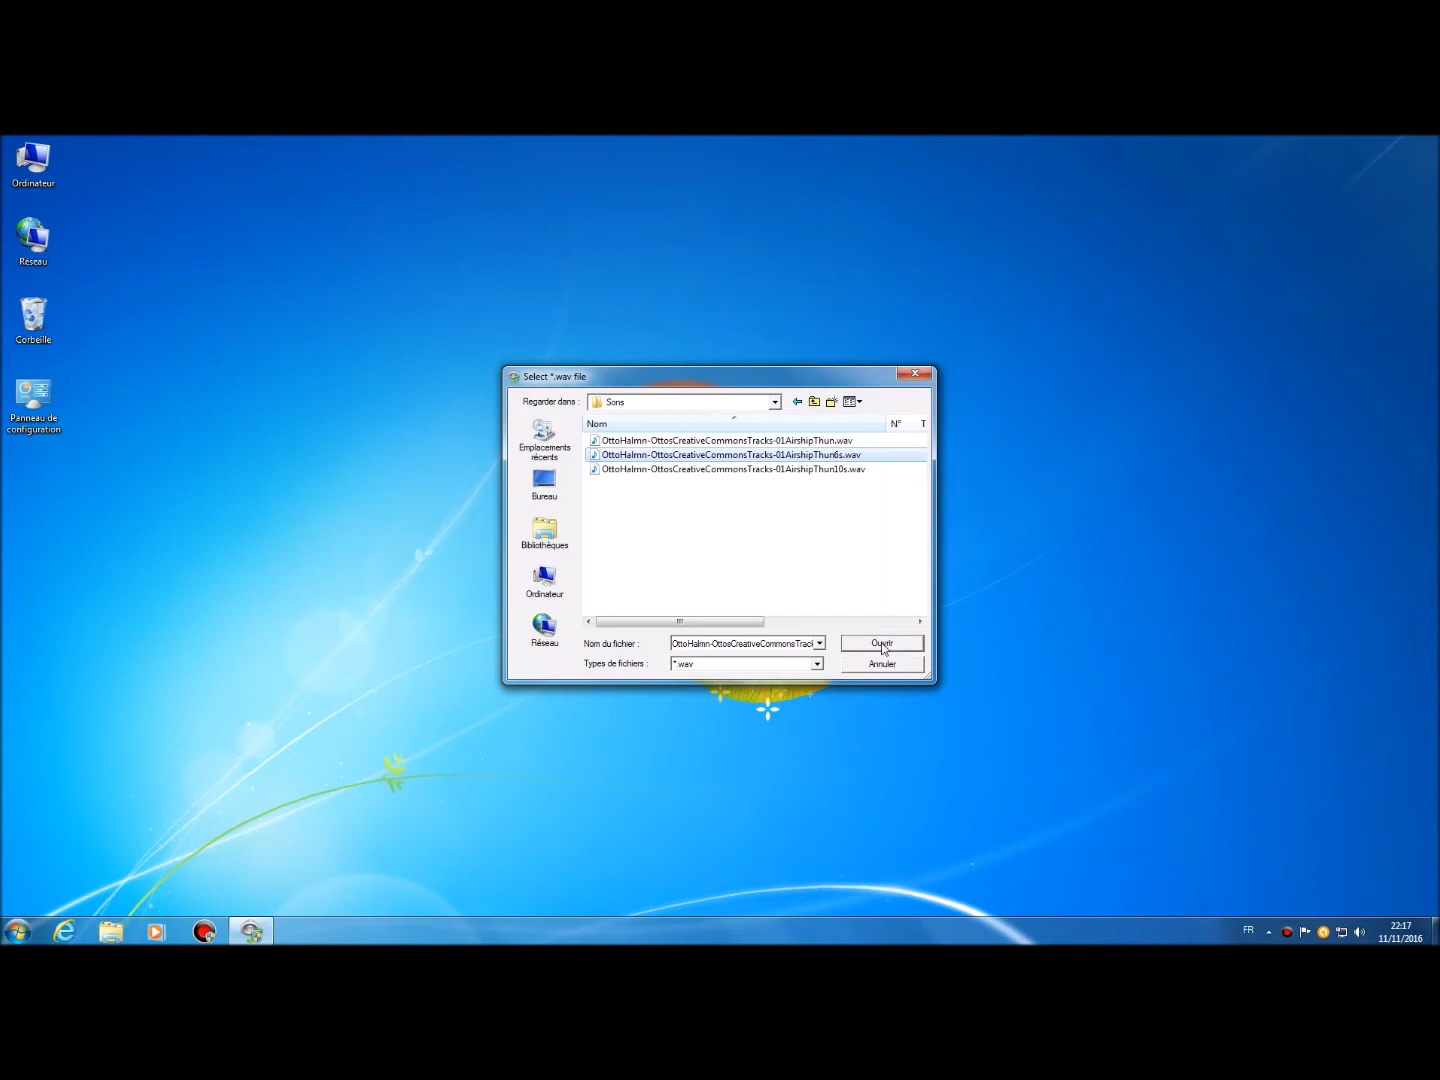 Ordinateur
Réseau
Corbeille
Panneau de
configuration
Select *.wav file
Regarder dans :
Sons
Emplacements
récents
Bureau
Bibliothèques
Ordinateur
Réseau
Nom
N°
T
OttoHalmn-OttosCreativeCommonsTracks-01AirshipThun.wav
OttoHalmn-OttosCreativeCommonsTracks-01AirshipThun6s.wav
OttoHalmn-OttosCreativeCommonsTracks-01AirshipThun10s.wav
Nom du fichier :
OttoHalmn-OttosCreativeCommonsTrac
Ouvrir
Types de fichiers :
*.wav
Annuler
FR
22:17
11/11/2016